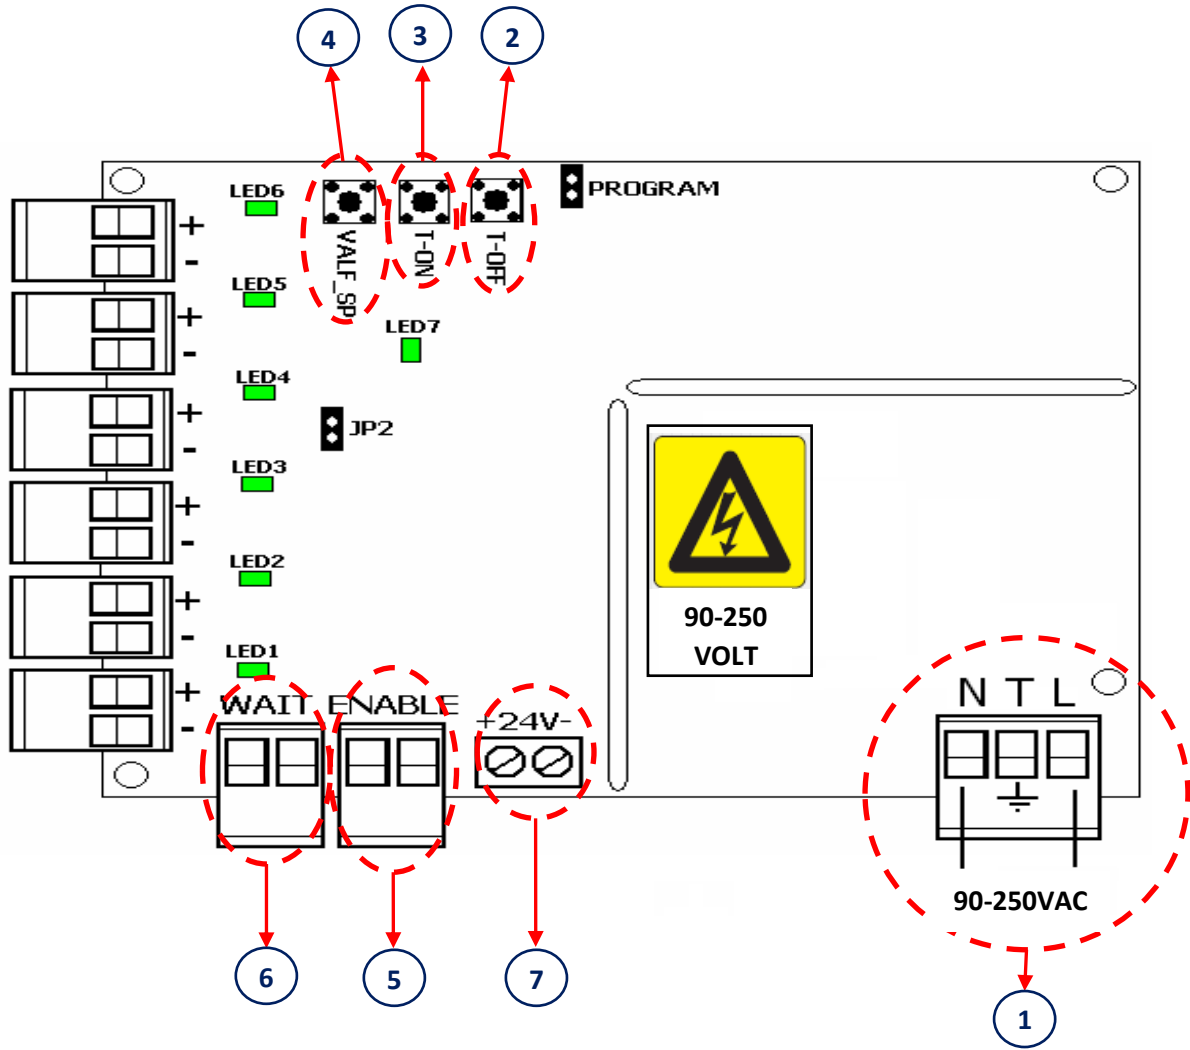 4
3
2
LED6
PROGRAM
VALF_SP
T-ON
T-OFF
+
-
LED5
+
-
LED7
LED4
+
-
JP2
LED3
+
-
LED2
+
-
90-250
VOLT
LED1
+
-
WAIT
ENABLE
+24V-
N T L
90-250VAC
6
5
7
1